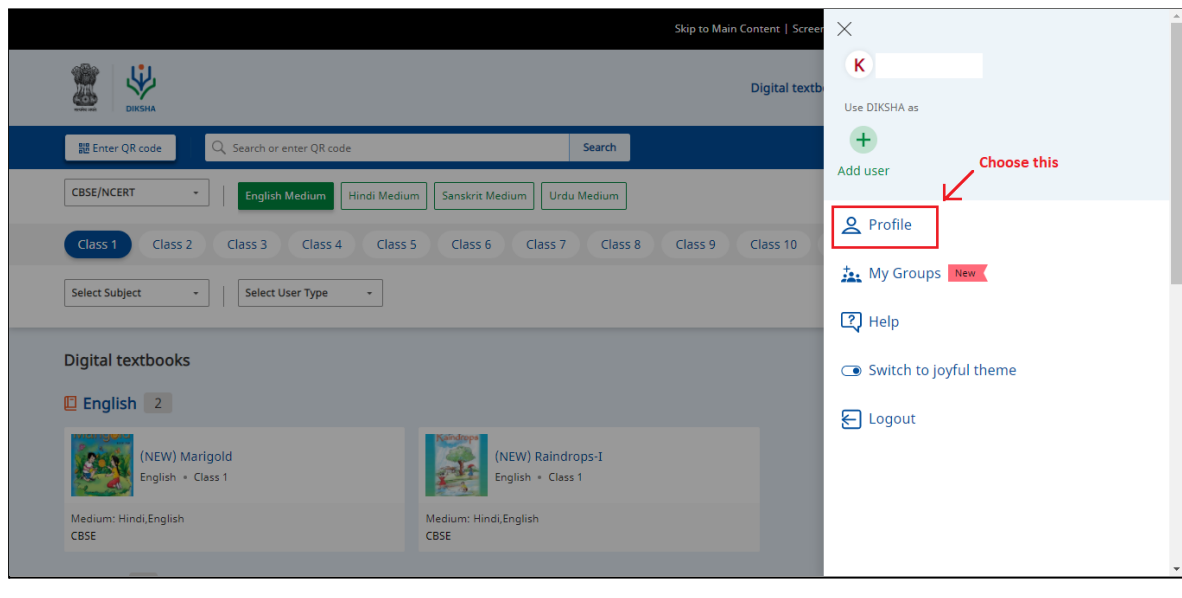 Skip to Main Content | Screen
DIKSHA
Digital textb
Enter QR code
Search or enter QR code
Search
CBSE/NCERT
English Medium
Hindi Medium
Sanskrit Medium
Urdu Medium
Class 1
Class 2
Class 3
Class 4
Class 5
Class 6
Class 7
Class 8
Class 9
Class 10
Select Subject
Select User Type
Digital textbooks
English 2
(NEW) Marigold
English • Class 1
Medium: Hindi,English
CBSE
Raindrops
(NEW) Raindrops-I
English • Class 1
Medium: Hindi,English
CBSE
K
Use DIKSHA as
+
Add user
Choose this
Profile
My Groups New
Help
Switch to joyful theme
Logout